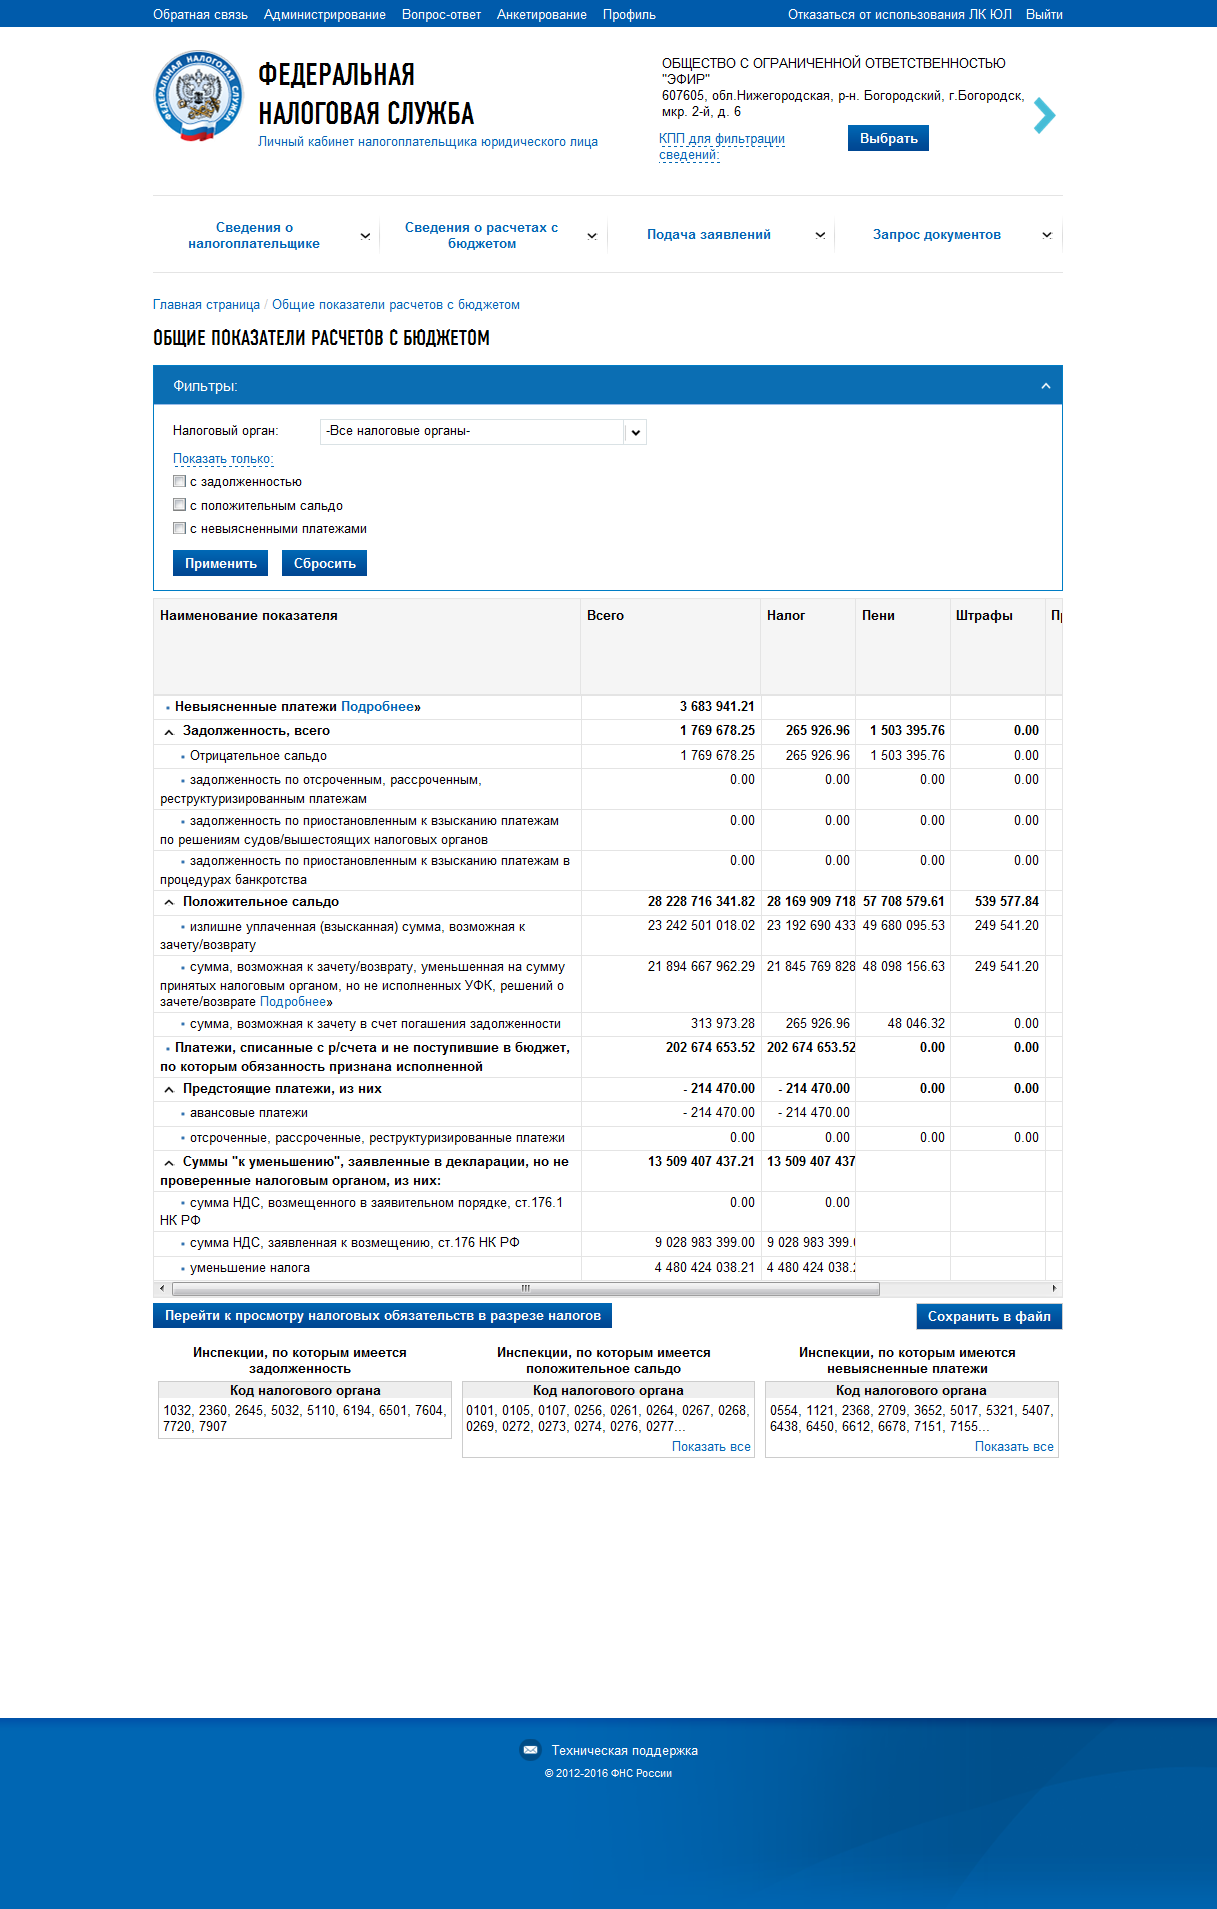 Обратная связь Администрирование Вопрос-ответ Анкетирование Профиль Отказаться от использования ЛК ЮЛ Выйти
ФЕДЕРАЛЬНАЯ НАЛОГОВАЯ СЛУЖБА
ФЕДЕРАЛЬНАЯ
НАЛОГОВАЯ СЛУЖБА
Личный кабинет налогоплательщика юридического лица
ОБЩЕСТВО С ОГРАНИЧЕННОЙ ОТВЕТСТВЕННОСТЬЮ
"ЭФИР"
607605, обл.Нижегородская, р-н. Богородский, г.Богородск,
мкр. 2-й, д. 6
КПП для фильтрации
сведений:
Выбрать
Сведения о
налогоплательщике
Сведения о расчетах с
бюджетом
Подача заявлений
Запрос документов
Главная страница / Общие показатели расчетов с бюджетом
ОБЩИЕ ПОКАЗАТЕЛИ РАСЧЕТОВ С БЮДЖЕТОМ
Фильтры:
Налоговый орган: -Все налоговые органы-
Показать только:
с задолженностью
с положительным сальдо
с невыясненными платежами
Применить Сбросить
Наименование показателя Всего Налог Пени Штрафы
• Невыясненные платежи Подробнее» 3 683 941.21
Задолженность, всего 1 769 678.25 265 926.96 1 503 395.76 0.00
• Отрицательное сальдо 1 769 678.25 265 926.96 1 503 395.76 0.00
• задолженность по отсроченным, рассроченным, 0.00 0.00 0.00 0.00
реструктуризированным платежам
• задолженность по приостановленным к взысканию платежам 0.00 0.00 0.00 0.00
по решениям судов/вышестоящих налоговых органов
• задолженность по приостановленным к взысканию платежам в 0.00 0.00 0.00 0.00
процедурах банкротства
Положительное сальдо 28 228 716 341.82 28 169 909 718 57 708 579.61 539 577.84
• излишне уплаченная (взысканная) сумма, возможная к 23 242 501 018.02 23 192 690 433 49 680 095.53 249 541.20
зачету/возврату
• сумма, возможная к зачету/возврату, уменьшенная на сумму 21 894 667 962.29 21 845 769 828 48 098 156.63 249 541.20
принятых налоговым органом, но не исполненных УФК, решений о
зачете/возврате Подробнее»
• сумма, возможная к зачету в счет погашения задолженности 313 973.28 265 926.96 48 046.32 0.00
• Платежи, списанные с р/счета и не поступившие в бюджет, 202 674 653.52 202 674 653.52 0.00 0.00
по которым обязанность признана исполненной
Предстоящие платежи, из них - 214 470.00 - 214 470.00 0.00 0.00
• авансовые платежи - 214 470.00 - 214 470.00
• отсроченные, рассроченные, реструктуризированные платежи 0.00 0.00 0.00 0.00
Суммы "к уменьшению", заявленные в декларации, но не 13 509 407 437.21 13 509 407 437
проверенные налоговым органом, из них:
• сумма НДС, возмещенного в заявительном порядке, ст.176.1 0.00 0.00
НК РФ
• сумма НДС, заявленная к возмещению, ст.176 НК РФ 9 028 983 399.00 9 028 983 399.
• уменьшение налога 4 480 424 038.21 4 480 424 038.
Перейти к просмотру налоговых обязательств в разрезе налогов Сохранить в файл
Инспекции, по которым имеется
задолженность
Код налогового органа
1032, 2360, 2645, 5032, 5110, 6194, 6501, 7604,
7720, 7907
Инспекции, по которым имеется
положительное сальдо
Код налогового органа
0101, 0105, 0107, 0256, 0261, 0264, 0267, 0268,
0269, 0272, 0273, 0274, 0276, 0277...
Показать все
Инспекции, по которым имеются
невыясненные платежи
Код налогового органа
0554, 1121, 2368, 2709, 3652, 5017, 5321, 5407,
6438, 6450, 6612, 6678, 7151, 7155...
Показать все
Техническая поддержка
© 2012-2016 ФНС России